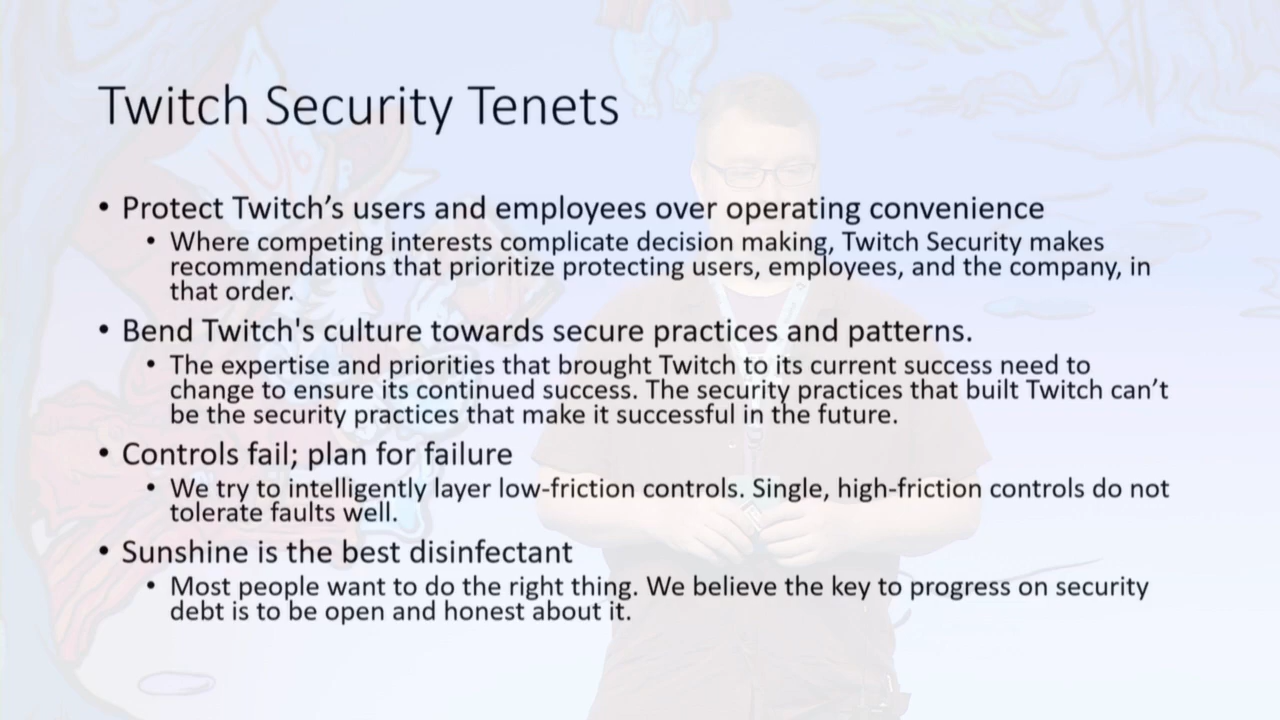 Twitch Security Tenets
• Protect Twitch’s users and employees over operating convenience
• Where competing interests complicate decision making, Twitch Security makes
recommendations that prioritize protecting users, employees, and the company, in
that order.
• Bend Twitch's culture towards secure practices and patterns.
• The expertise and priorities that brought Twitch to its current success need to
change to ensure its continued success. The security practices that built Twitch can’t
be the security practices that make it successful in the future.
• Controls fail; plan for failure
• We try to intelligently layer low-friction controls. Single, high-friction controls do not
tolerate faults well.
• Sunshine is the best disinfectant
• Most people want to do the right thing. We believe the key to progress on security
debt is to be open and honest about it.